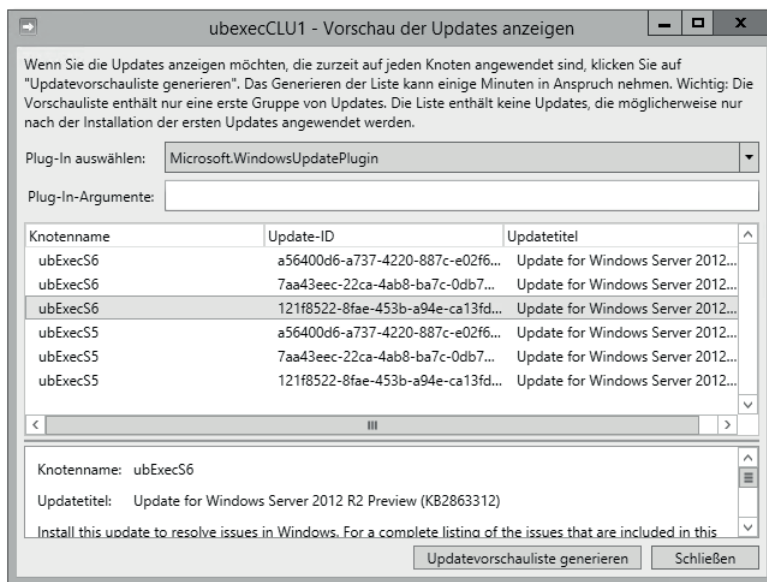 ubexecCLU1 - Vorschau der Updates anzeigen
Wenn Sie die Updates anzeigen möchten, die zurzeit auf jeden Knoten angewendet sind, klicken Sie auf
"Updatevorschauliste generieren". Das Generieren der Liste kann einige Minuten in Anspruch nehmen. Wichtig: Die
Vorschauliste enthält nur eine erste Gruppe von Updates. Die Liste enthält keine Updates, die möglicherweise nur
nach der Installation der ersten Updates angewendet werden.
Plug-In auswählen: Microsoft.WindowsUpdatePlugin
Plug-In-Argumente:
Knotenname Update-ID Updatetitel
ubExecS6 a56400d6-a737-4220-887c-e02f6... Update for Windows Server 2012...
ubExecS6 7aa43eec-22ca-4ab8-ba7c-0db7... Update for Windows Server 2012...
ubExecS6 121f8522-8fae-453b-a94e-ca13fd... Update for Windows Server 2012...
ubExecS5 a56400d6-a737-4220-887c-e02f6... Update for Windows Server 2012...
ubExecS5 7aa43eec-22ca-4ab8-ba7c-0db7... Update for Windows Server 2012...
ubExecS5 121f8522-8fae-453b-a94e-ca13fd... Update for Windows Server 2012...
Knotenname: ubExecS6
Updatetitel: Update for Windows Server 2012 R2 Preview (KB2863312)
Install this update to resolve issues in Windows. For a complete listing of the issues that are included in this
Updatevorschauliste generieren Schließen